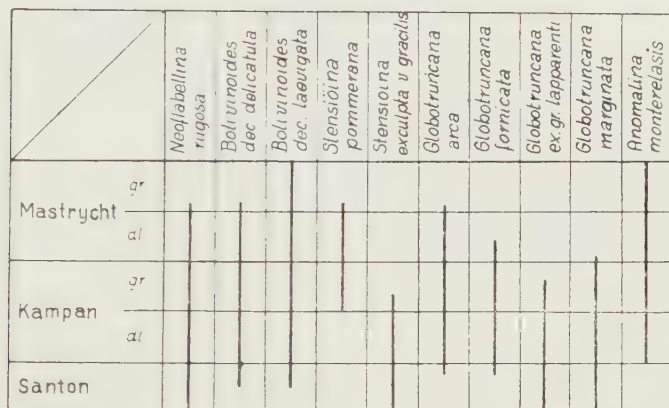 Neoflabellina
rugosa
Bolivinoides
dec delicatula
Bolivinoides
dec. laevigata
Stensiöina
pommerana
Stensiöina
exculpta v gracilis
Globotruncana
arca
Globotruncana
fornicata
Globotruncana
ex.gr. lapparenti
Globotruncana
marginata
Anomalina
monterelasis
gr
Mastrycht
dl
gr
Kampan
dl
Santon